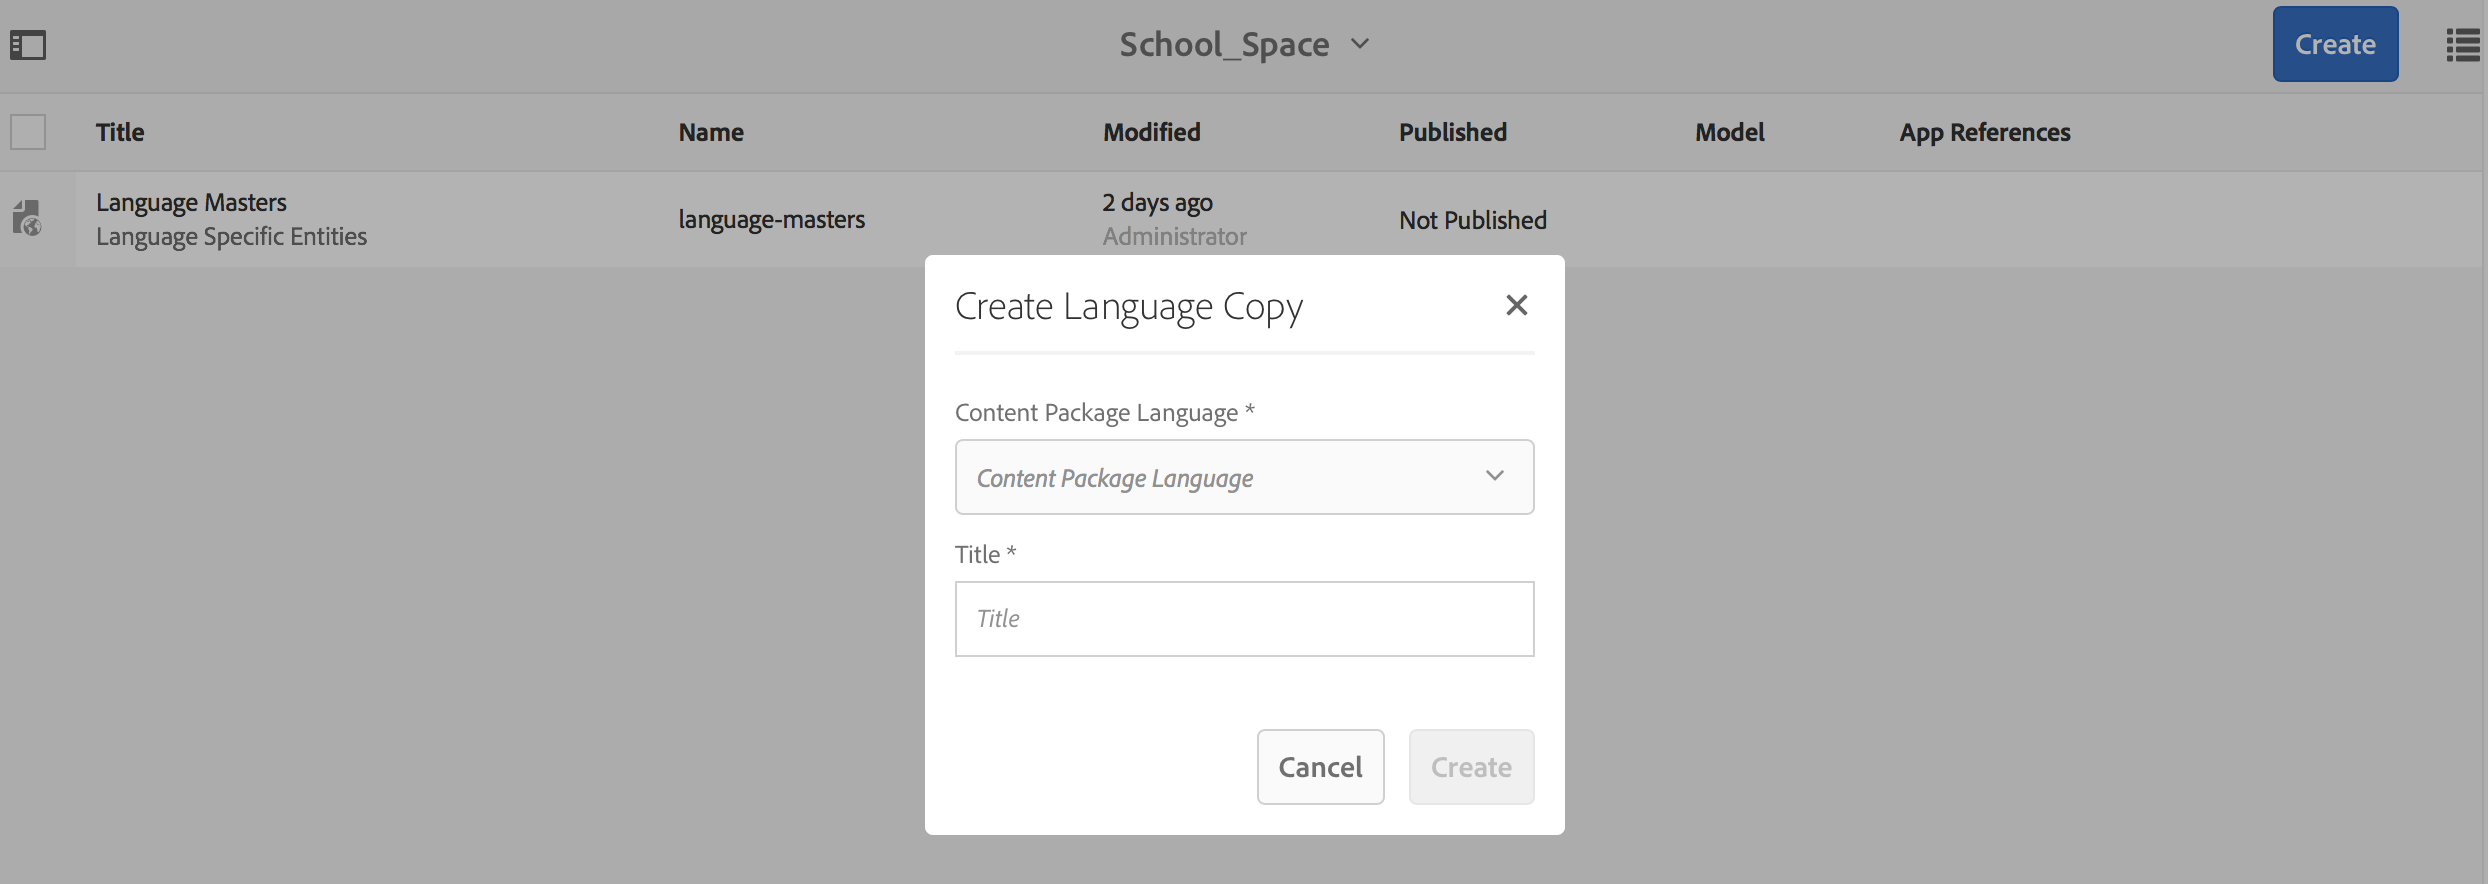 School_Space
Create
Title Name Modified Published Model App References
Language Masters
Language Specific Entities
language-masters
2 days ago
Administrator
Not Published
Create Language Copy
Content Package Language *
Content Package Language
Title *
Title
Cancel Create